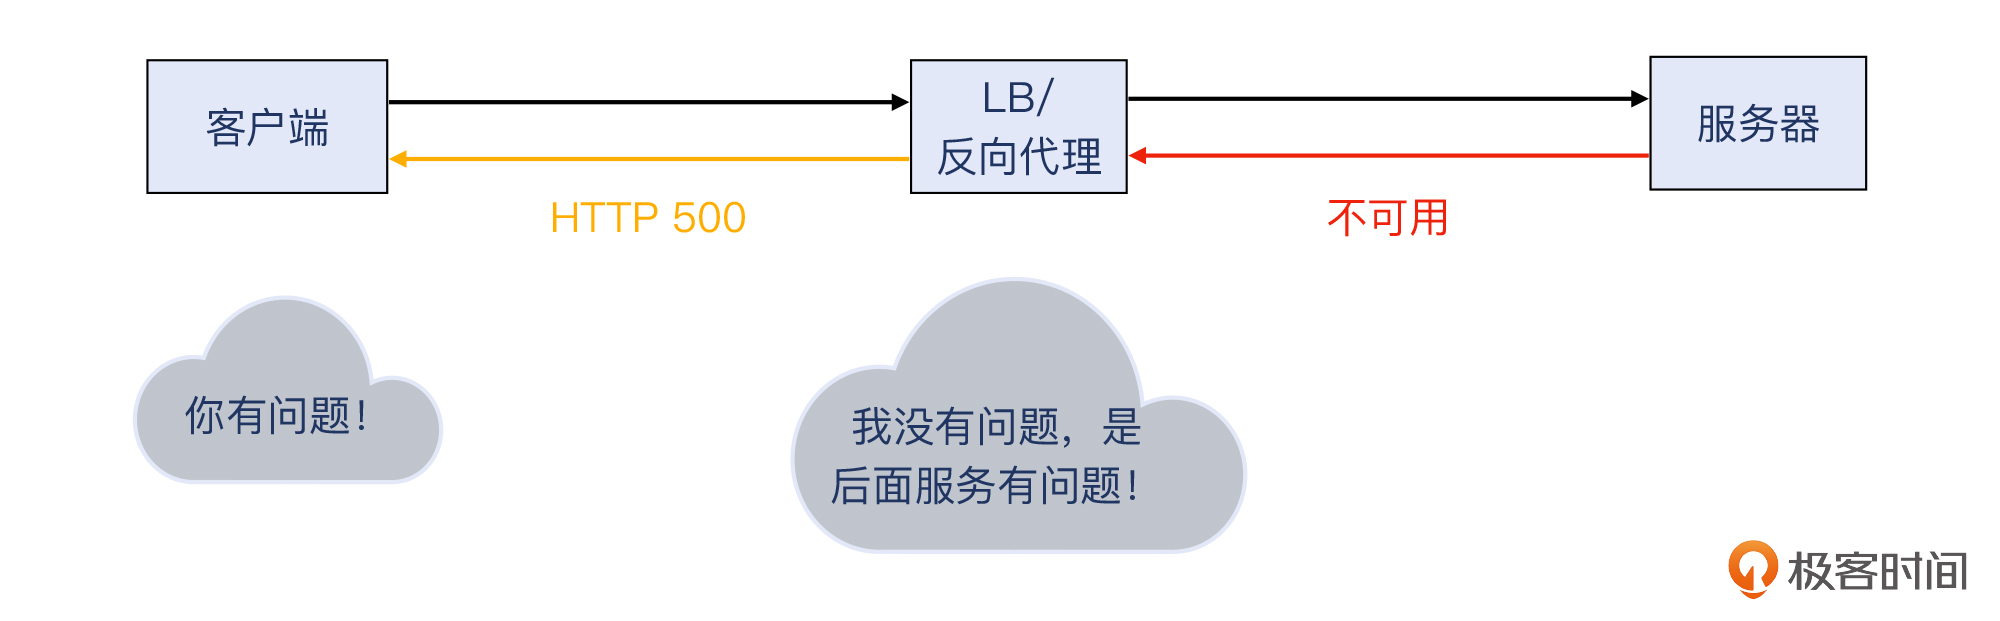 客户端
LB/
反向代理
服务器
HTTP 500
不可用
你有问题！
我没有问题，是
后面服务有问题！
极客时间